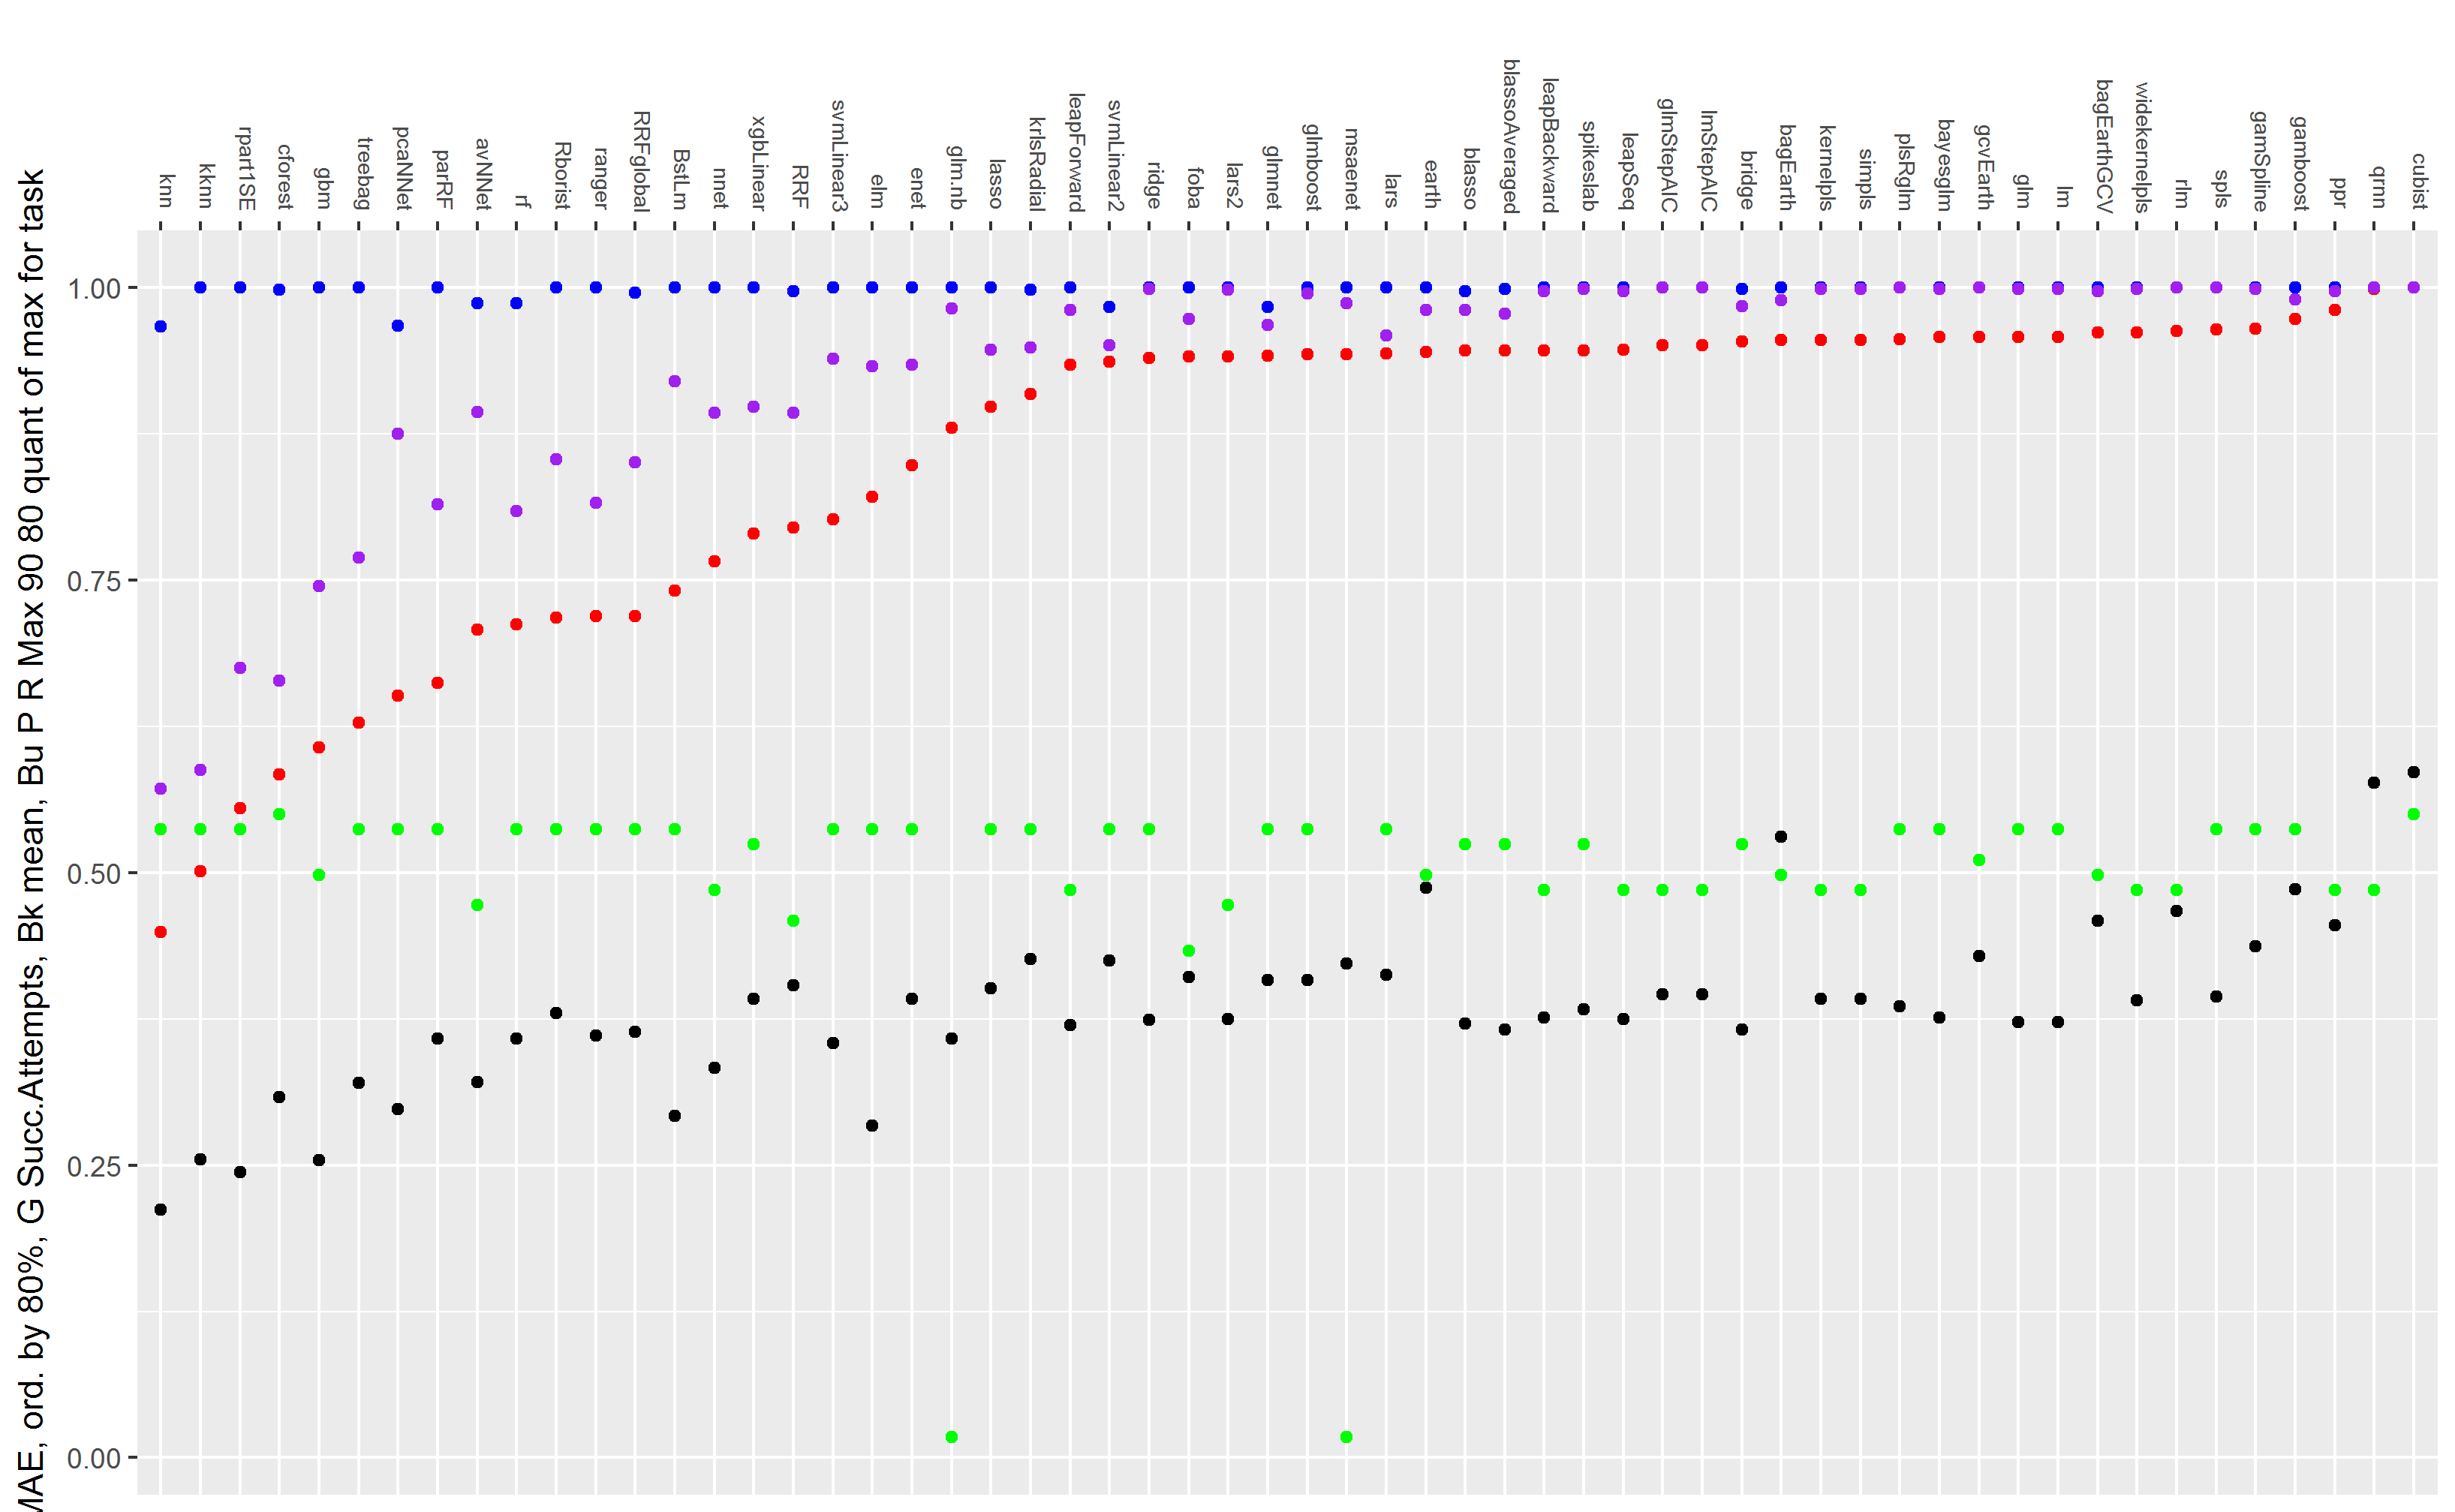 knn
kknn
rpart1SE
cforest
gbm
treebag
pcaNNet
parRF
avNNet
rf
Rborist
ranger
RRFglobal
BstLm
nnet
xgbLinear
RRF
svmLinear3
elm
enet
glm.nb
lasso
krlsRadial
leapForward
svmLinear2
ridge
foba
lars2
glmnet
glmboost
msaenet
lars
earth
blasso
blassoAveraged
leapBackward
spikeslab
leapSeq
glmStepAIC
lmStepAIC
bridge
bagEarth
kernelpls
simpls
plsRglm
bayesglm
gcvEarth
glm
lm
bagEarthGCV
widekernelpls
rlm
spls
gamSpline
gamboost
ppr
qrnn
cubist
MAE, ord. by 80%, G Succ.Attempts, Bk mean, Bu P R Max 90 80 quant of max for task
1.00
0.75
0.50
0.25
0.00